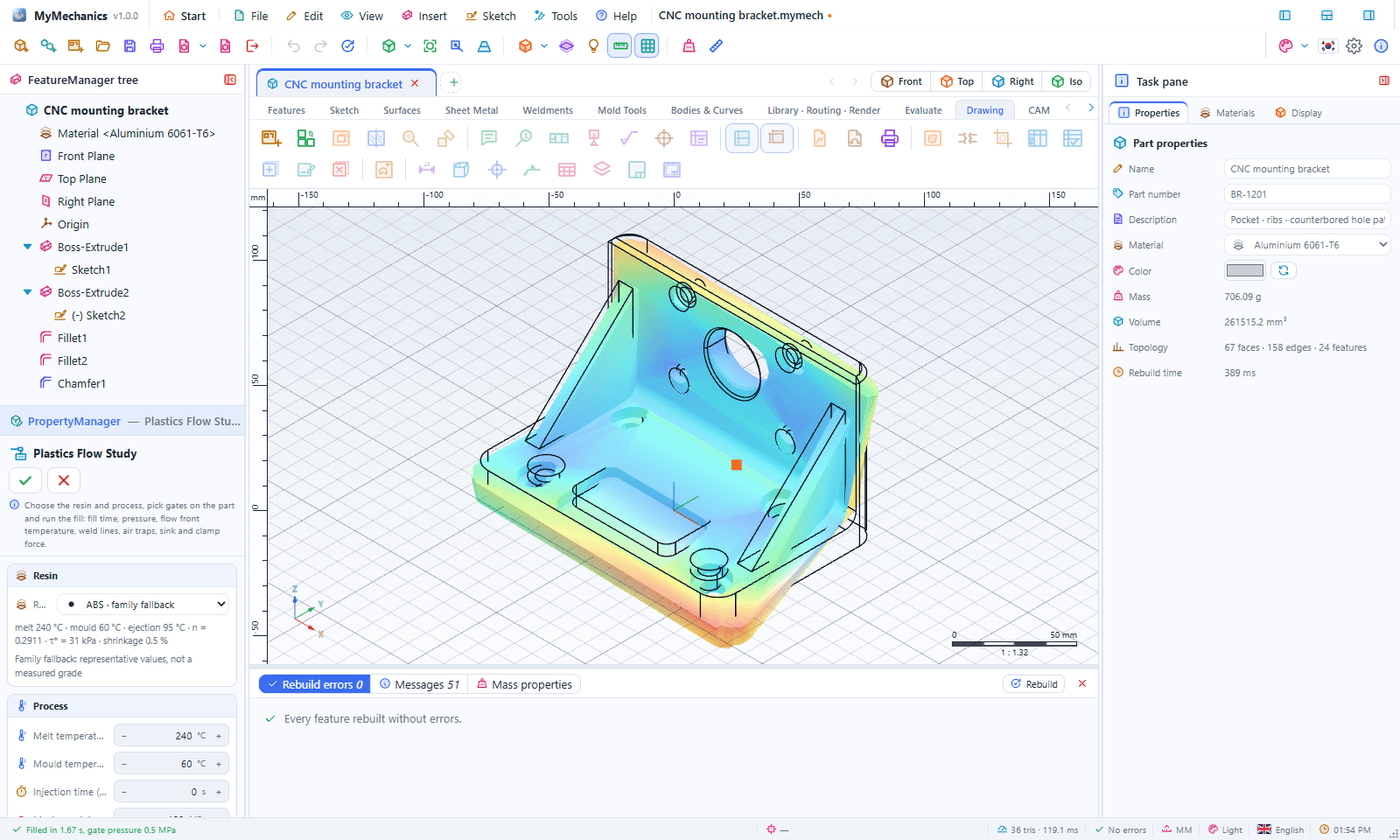 MyMechanics v1.0.0
Start
File
Edit
View
Insert
Sketch
Tools
Help
CNC mounting bracket.mymech
FeatureManager tree
CNC mounting bracket
Material <Aluminium 6061-T6>
Front Plane
Top Plane
Right Plane
Origin
Boss-Extrude1
Sketch1
Boss-Extrude2
(-) Sketch2
Fillet1
Fillet2
Chamfer1
PropertyManager — Plastics Flow Stu...
Plastics Flow Study
Choose the resin and process, pick gates on the part
and run the fill: fill time, pressure, flow front
temperature, weld lines, air traps, sink and clamp
force.
Resin
R... ABS · family fallback
melt 240 °C · mould 60 °C · ejection 95 °C · n =
0.2911 · τ* = 31 kPa · shrinkage 0.5 %
Family fallback: representative values, not a
measured grade
Process
Melt temperat... − 240 °C +
Mould temper... − 60 °C +
Injection time (... − 0 s +
CNC mounting bracket
Front
Top
Right
Iso
Features
Sketch
Surfaces
Sheet Metal
Weldments
Mold Tools
Bodies & Curves
Library · Routing · Render
Evaluate
Drawing
CAM
mm
-150
-100
-50
0
50
100
150
100
50
0
-50
Z
Y
X
0 50 mm
1 : 1.32
Rebuild errors 0
Messages 51
Mass properties
Rebuild
Every feature rebuilt without errors.
Task pane
Properties
Materials
Display
Part properties
Name CNC mounting bracket
Part number BR-1201
Description Pocket · ribs · counterbored hole pat
Material Aluminium 6061-T6
Color
Mass 706.09 g
Volume 261515.2 mm³
Topology 67 faces · 158 edges · 24 features
Rebuild time 389 ms
Filled in 1.67 s, gate pressure 0.5 MPa
—
36 tris · 119.1 ms
No errors
MM
Light
English
01:54 PM